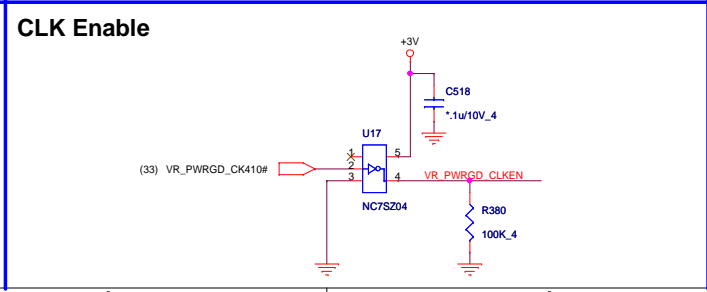 CLK Enable
+3V
C518
*.1u/10V_4
U17
1
5
(33) VR_PWRGD_CK410#
2
3
4
VR_PWRGD_CLKEN
NC7SZ04
R380
100K_4